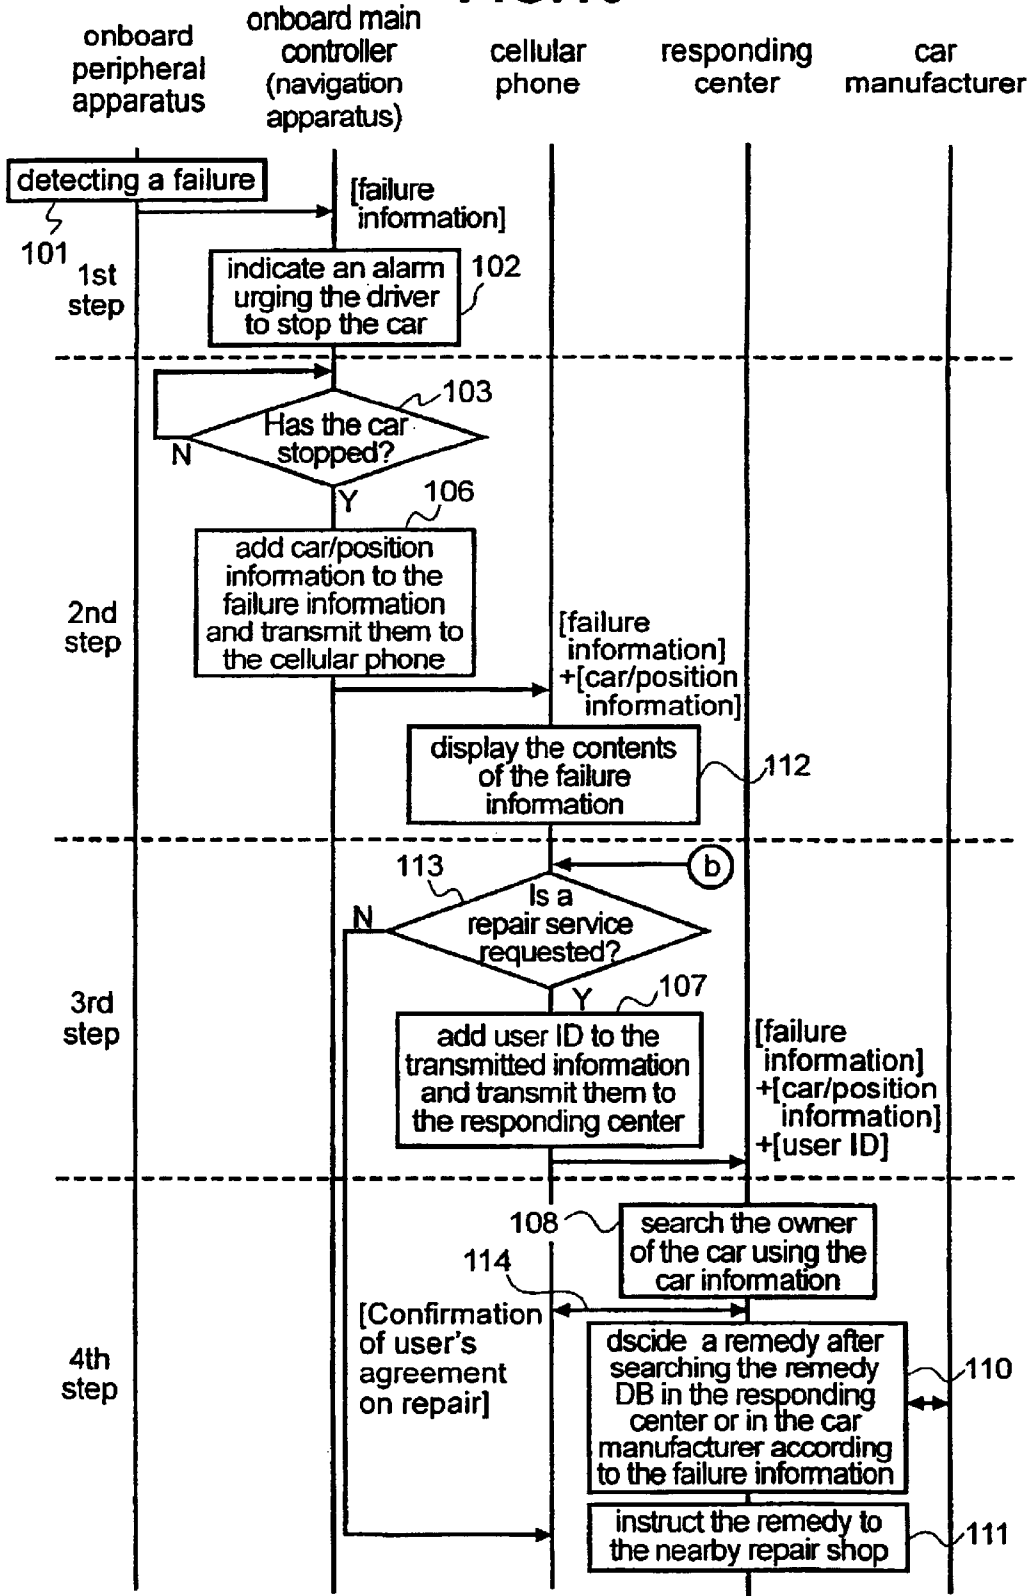 onboard
peripheral
apparatus
onboard main
controller
(navigation
apparatus)
cellular
phone
responding
center
car
manufacturer
detecting a failure
101
[failure
information]
1st
step
indicate an alarm
urging the driver
to stop the car
102
103
Has the car
stopped?
N
Y
106
add car/position
information to the
failure information
and transmit them to
the cellular phone
2nd
step
[failure
information]
+[car/position
information]
display the contents
of the failure
information
112
b
113
Is a
repair service
requested?
N
Y
107
3rd
step
add user ID to the
transmitted information
and transmit them to
the responding center
[failure
information]
+[car/position
information]
+[user ID]
108
search the owner
of the car using the
car information
114
[Confirmation
of user's
agreement
on repair]
4th
step
dscide a remedy after
searching the remedy
DB in the responding
center or in the car
manufacturer according
to the failure information
110
instruct the remedy to
the nearby repair shop
111